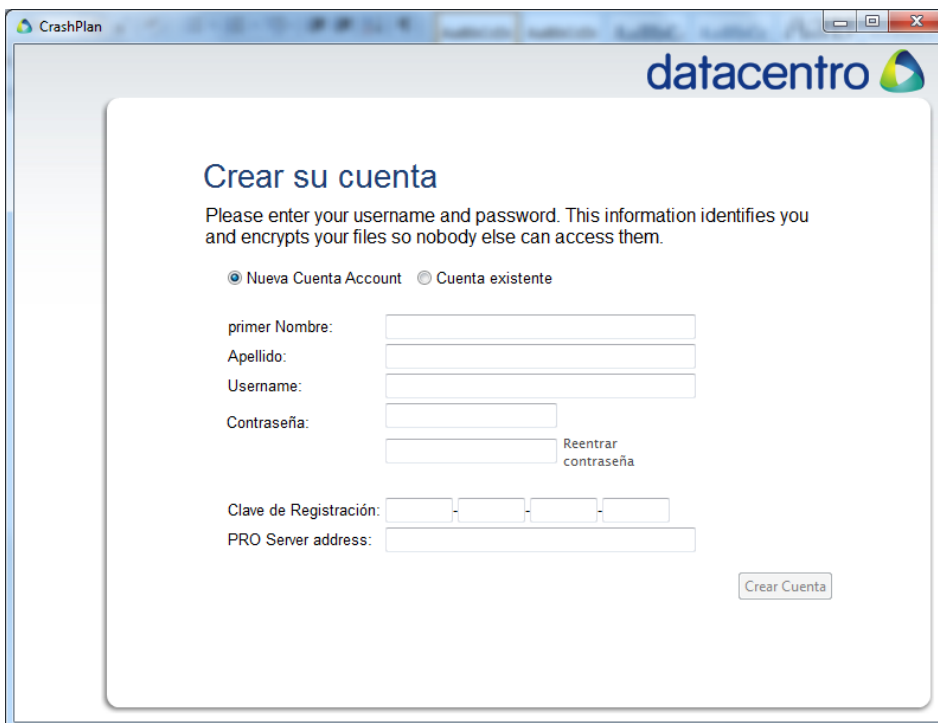 CrashPlan
datacentro
Crear su cuenta
Please enter your username and password. This information identifies you
and encrypts your files so nobody else can access them.
Nueva Cuenta Account Cuenta existente
primer Nombre:
Apellido:
Username:
Contraseña:
Reentrar
contraseña
Clave de Registración: - - -
PRO Server address:
Crear Cuenta